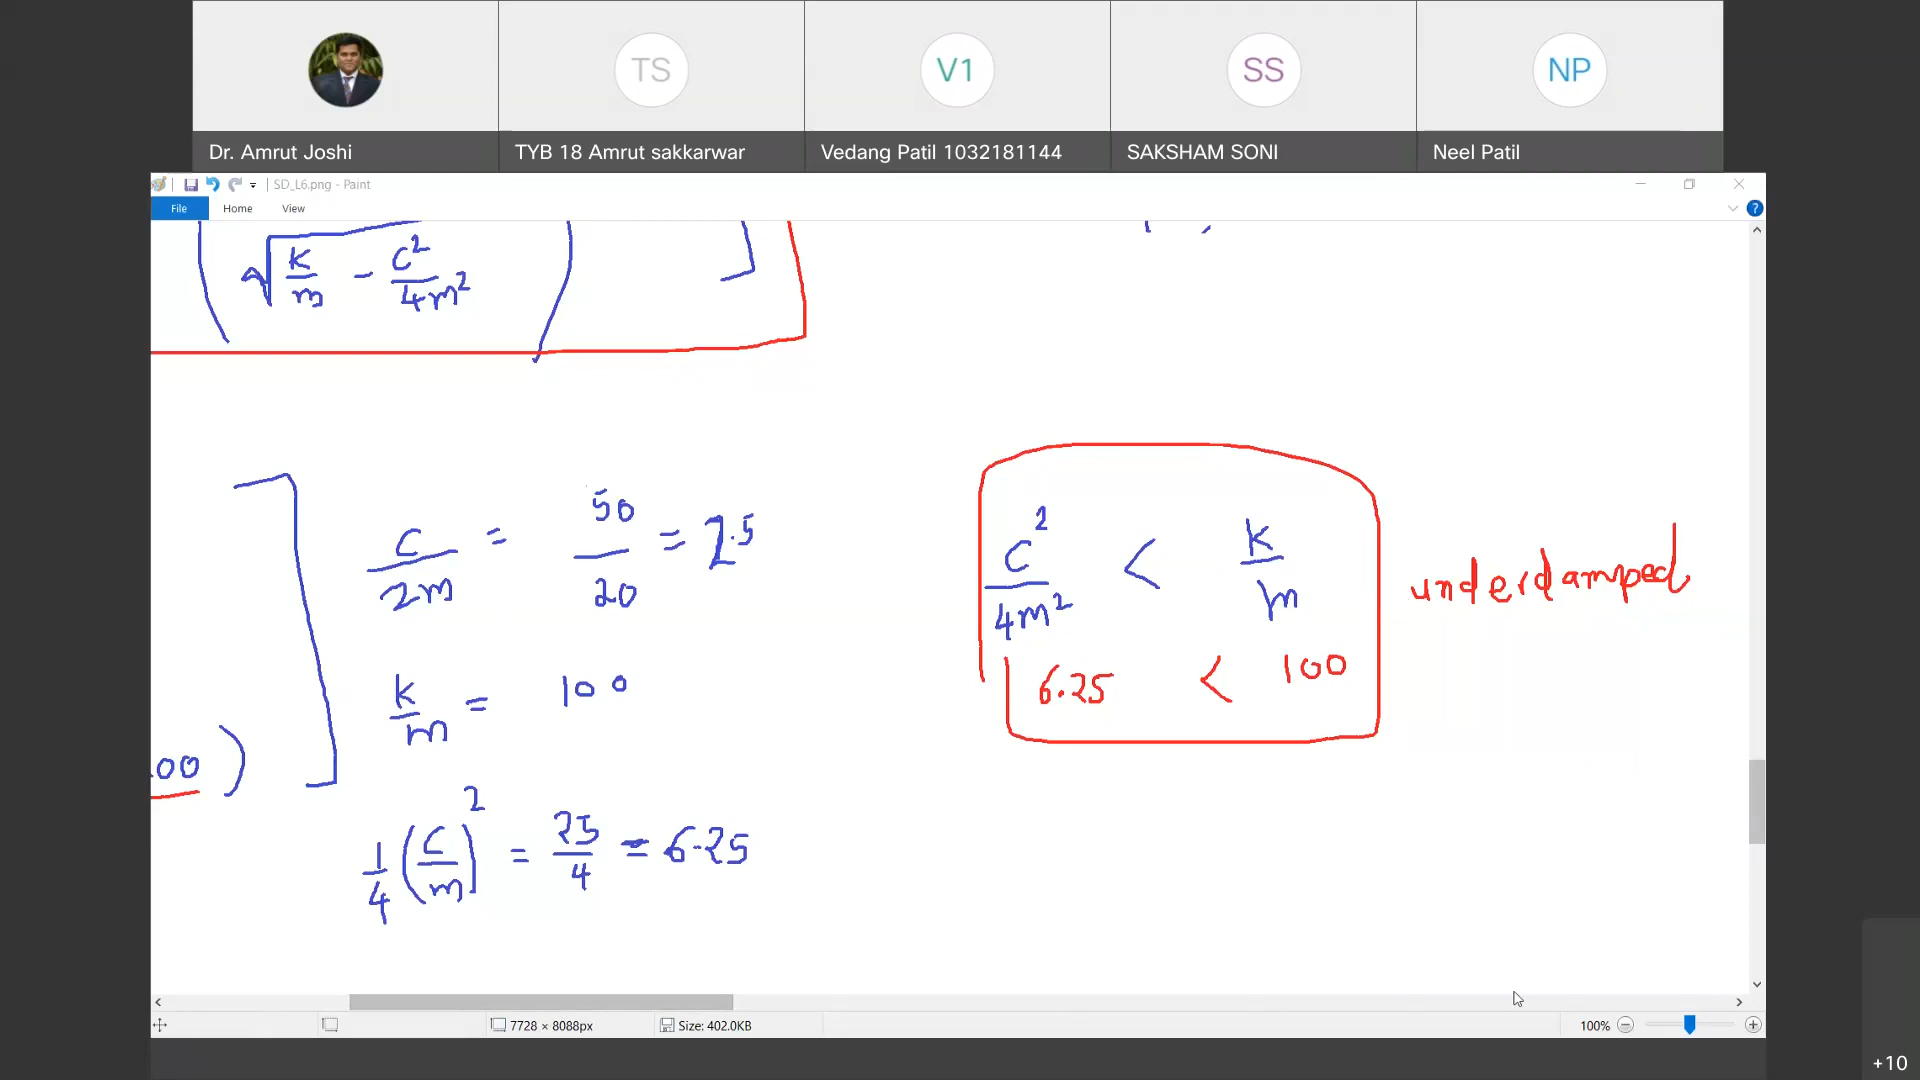 TS
V1
SS
NP
Dr. Amrut Joshi
TYB 18 Amrut sakkarwar
Vedang Patil 1032181144
SAKSHAM SONI
Neel Patil
SD_L6.png - Paint
File
Home
View
√(k/m - c²/4m²)
c/2m = 50/20 = 2.5
c²/4m² < k/m
underdamped
6.25 < 100
k/m = 100
00 )
1/4 (c/m)² = 25/4 = 6.25
7728 × 8088px
Size: 402.0KB
100%
+10